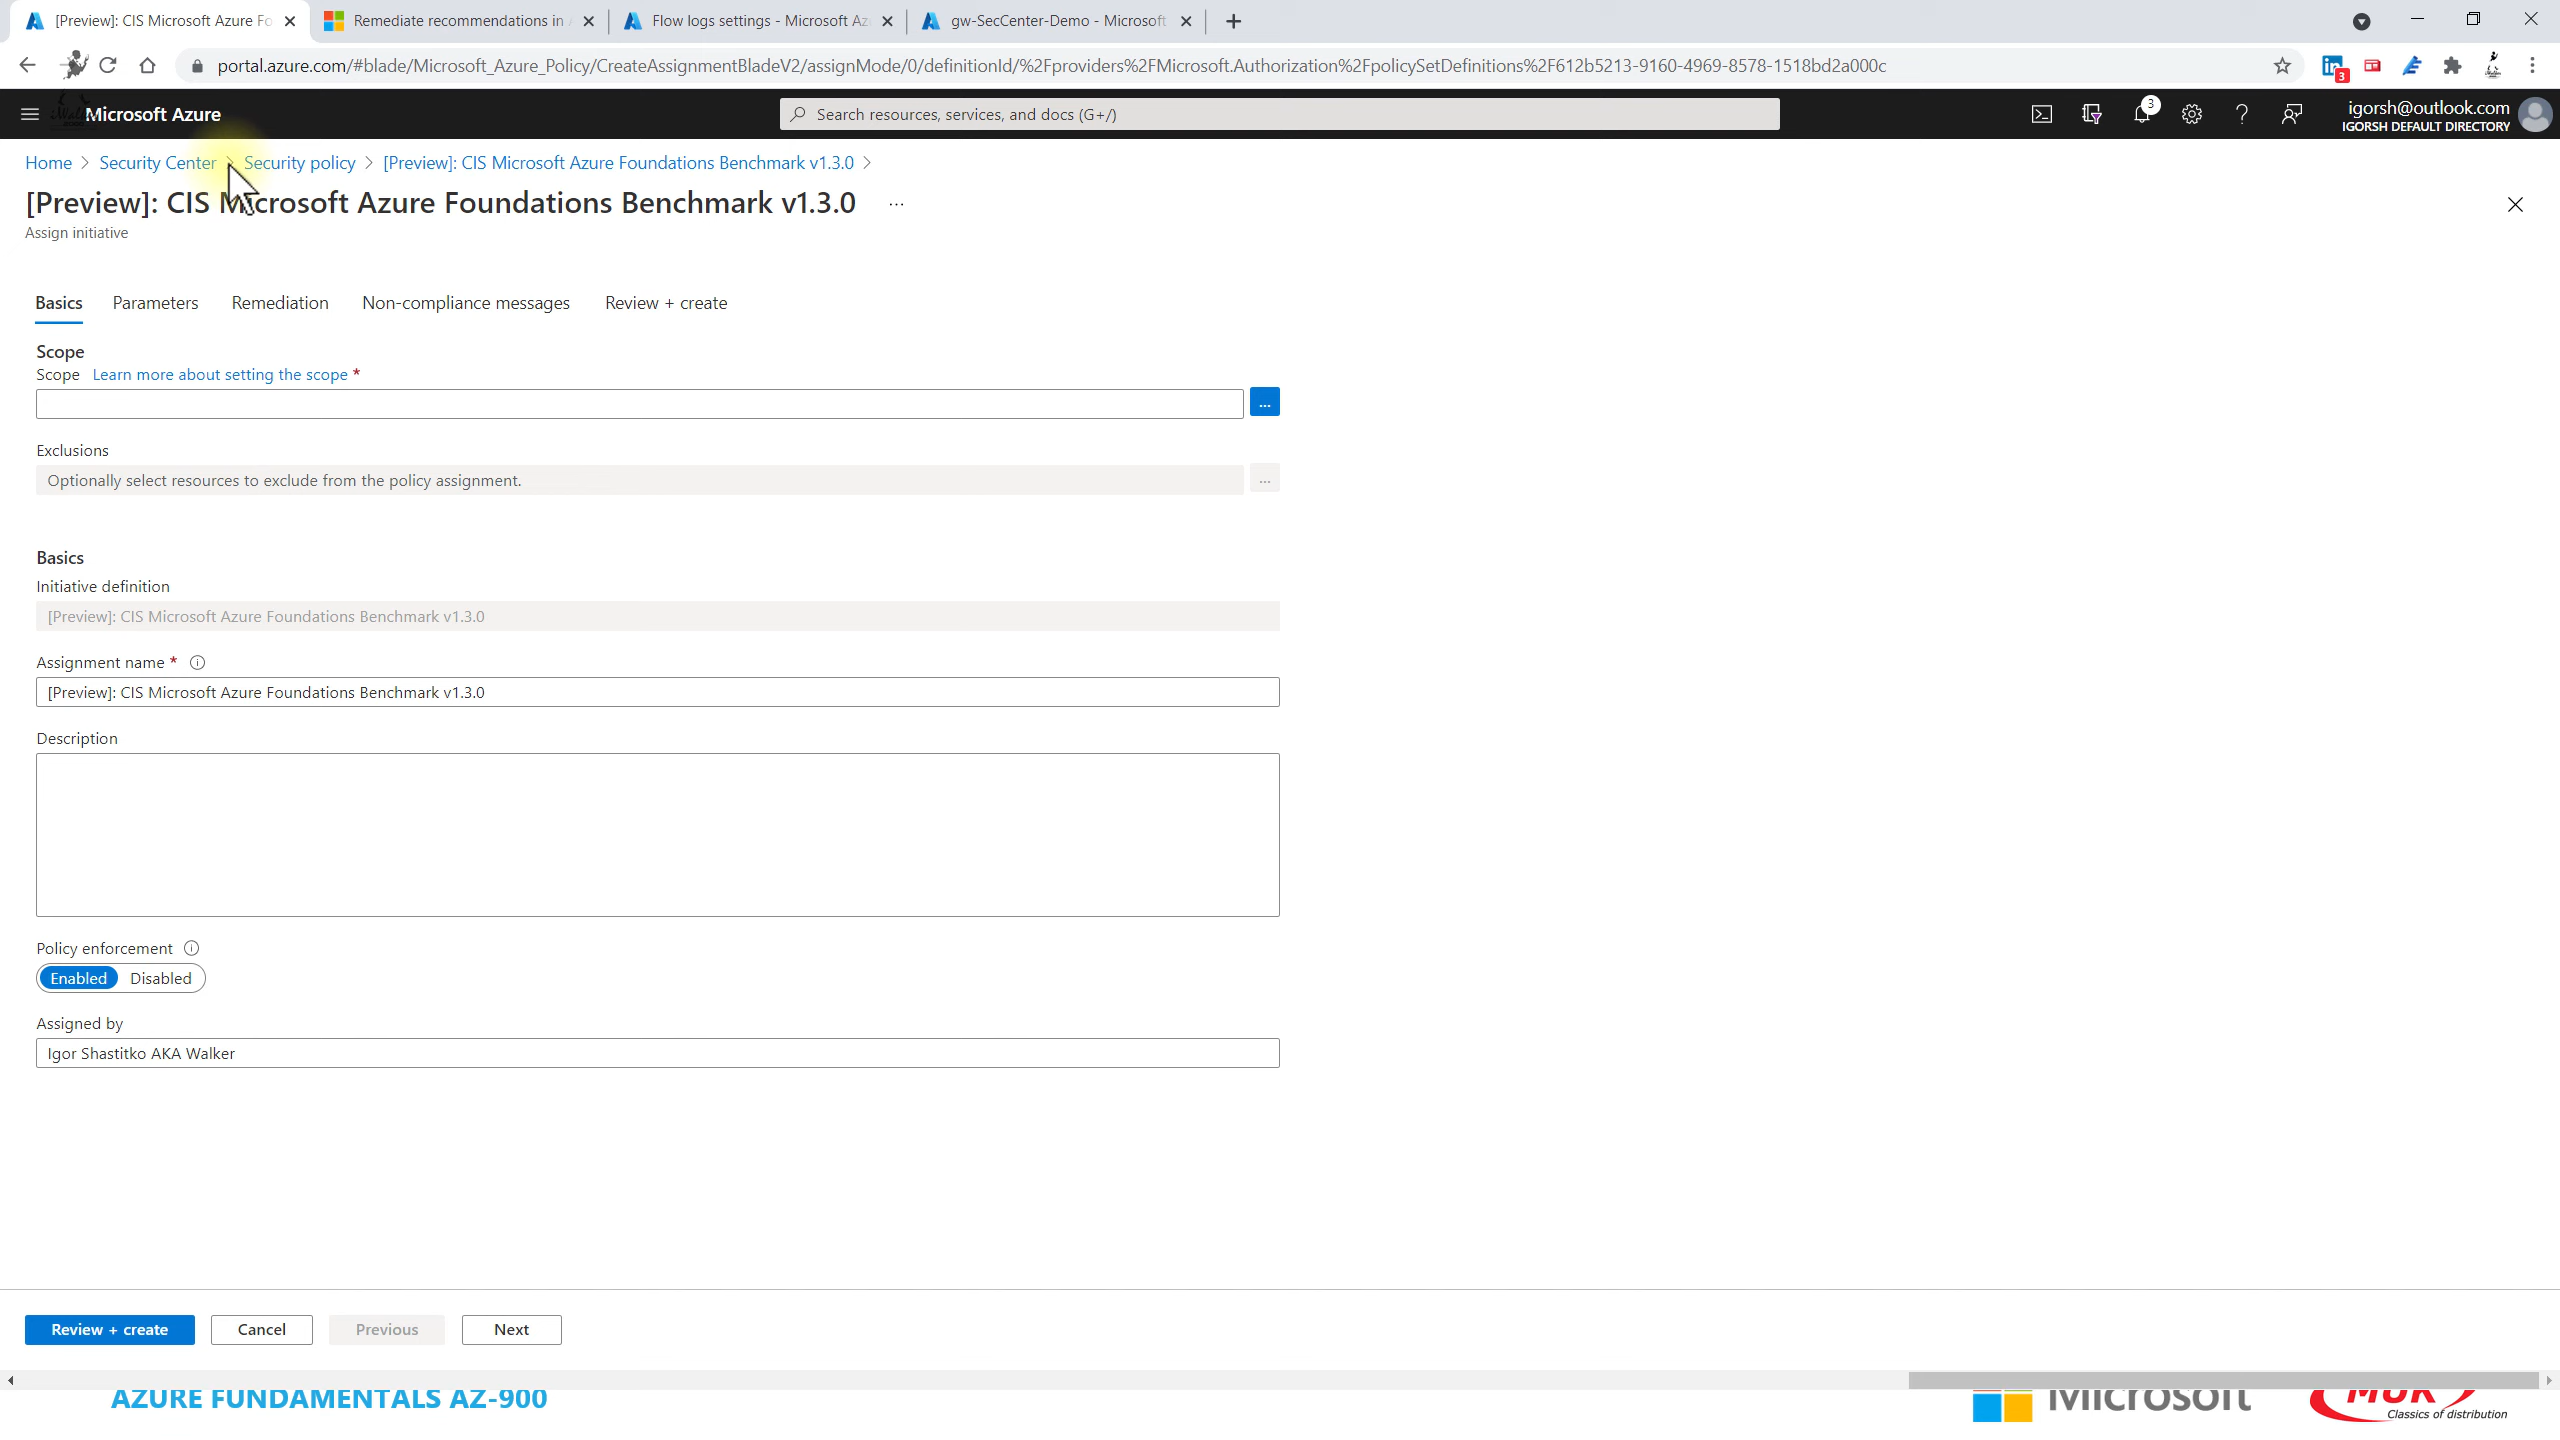 [Preview]: CIS Microsoft Azure Fo
Remediate recommendations in
Flow logs settings - Microsoft Az
gw-SecCenter-Demo - Microsoft
portal.azure.com/#blade/Microsoft_Azure_Policy/CreateAssignmentBladeV2/assignMode/0/definitionId/%2Fproviders%2FMicrosoft.Authorization%2FpolicySetDefinitions%2F612b5213-9160-4969-8578-1518bd2a000c
3
Microsoft Azure
Search resources, services, and docs (G+/)
3
igorsh@outlook.com
IGORSH DEFAULT DIRECTORY
Home > Security Center > Security policy > [Preview]: CIS Microsoft Azure Foundations Benchmark v1.3.0 >
[Preview]: CIS Microsoft Azure Foundations Benchmark v1.3.0 ...
Assign initiative
Basics Parameters Remediation Non-compliance messages Review + create
Scope
Scope Learn more about setting the scope *
...
Exclusions
Optionally select resources to exclude from the policy assignment.
...
Basics
Initiative definition
[Preview]: CIS Microsoft Azure Foundations Benchmark v1.3.0
Assignment name *
[Preview]: CIS Microsoft Azure Foundations Benchmark v1.3.0
Description
Policy enforcement
Enabled Disabled
Assigned by
Igor Shastitko AKA Walker
Review + create Cancel Previous Next
AZURE FUNDAMENTALS AZ-900
Microsoft
MUK
Classics of distribution